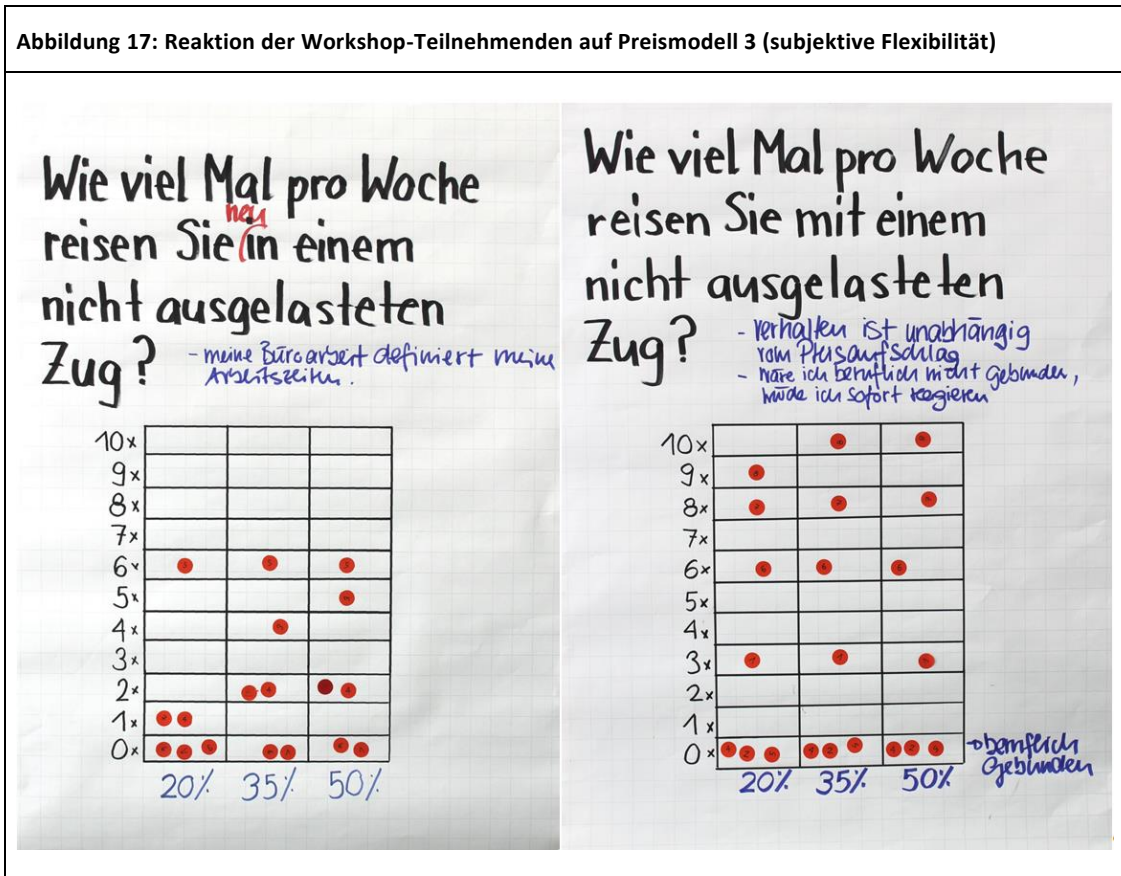 Abbildung 17: Reaktion der Workshop-Teilnehmenden auf Preismodell 3 (subjektive Flexibilität)
Wie viel Mal pro Woche
neu
reisen Sie in einem
nicht ausgelasteten
Zug?
- meine Büroarbeit definiert meine
Arbeitszeiten.
10x
9x
8x
7x
6x
5x
4x
3x
2x
1x
0x
20% 35% 50%
Wie viel Mal pro Woche
reisen Sie mit einem
nicht ausgelasteten
Zug?
- Verhalten ist unabhängig
vom Preisaufschlag
- wäre ich beruflich nicht gebunden,
würde ich sofort reagieren
10x
9x
8x
7x
6x
5x
4x
3x
2x
1x
0x
→ beruflich
gebunden
20% 35% 50%